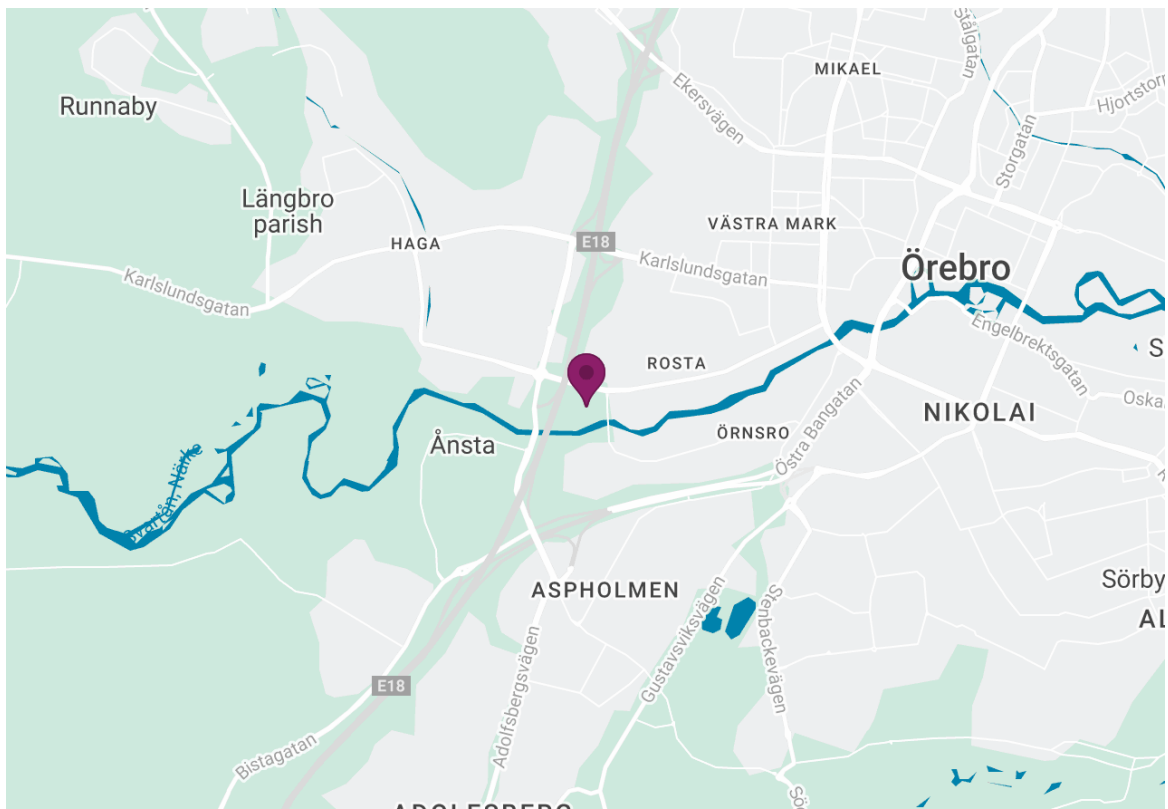 Stålgatan
MIKAEL
Ekersvägen
Runnaby
Storgatan
Längbro
parish
VÄSTRA MARK
HAGA
E18
Karlslundsgatan
Karlslundsgatan
Örebro
Engelbrektsgatan
ROSTA
NIKOLAI
ÖRNSRO
Östra Bangatan
Ånsta
Svartån, Närke
ASPHOLMEN
Sörby
Stenbackevägen
Gustavsviksvägen
Adolfsbergsvägen
E18
Bistagatan